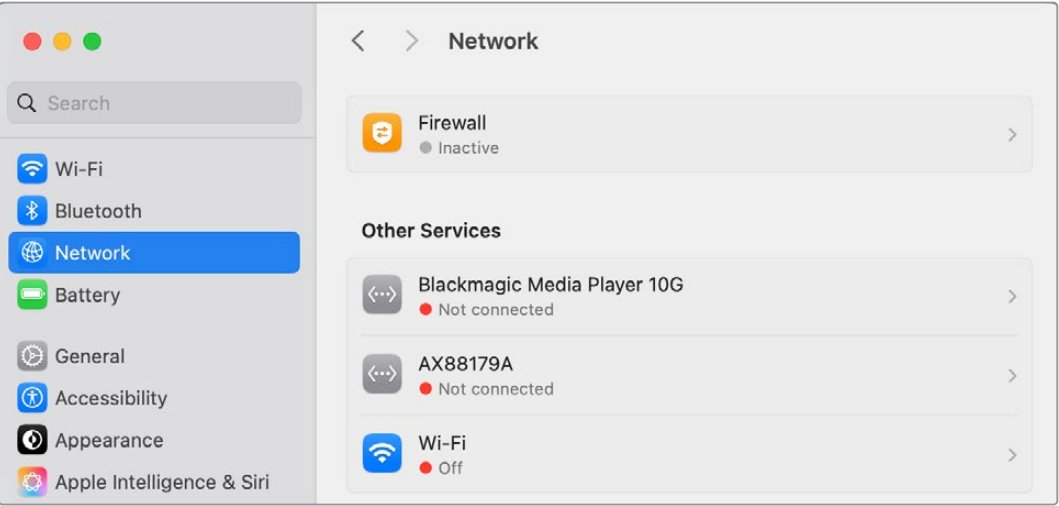 Search
Wi-Fi
Bluetooth
Network
Battery
General
Accessibility
Appearance
Apple Intelligence & Siri
Network
Firewall
Inactive
Other Services
Blackmagic Media Player 10G
Not connected
AX88179A
Not connected
Wi-Fi
Off